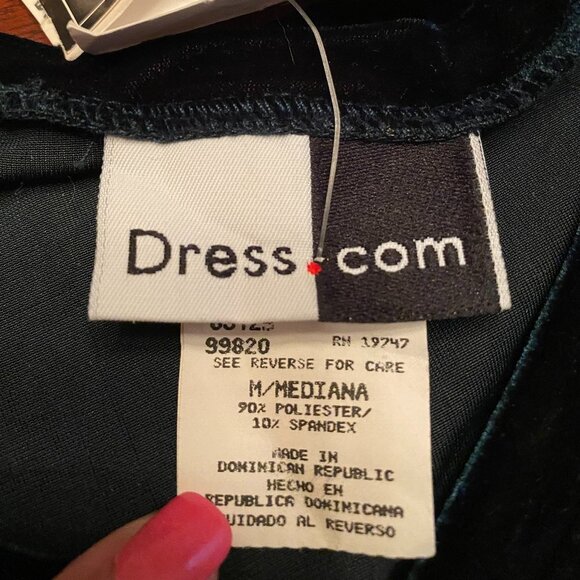 Dress.com
99820 RN 19747
SEE REVERSE FOR CARE
M/MEDIANA
90% POLIESTER/
10% SPANDEX
MADE IN
DOMINICAN REPUBLIC
HECHO EN
REPUBLICA DOMINICANA
CUIDADO AL REVERSO